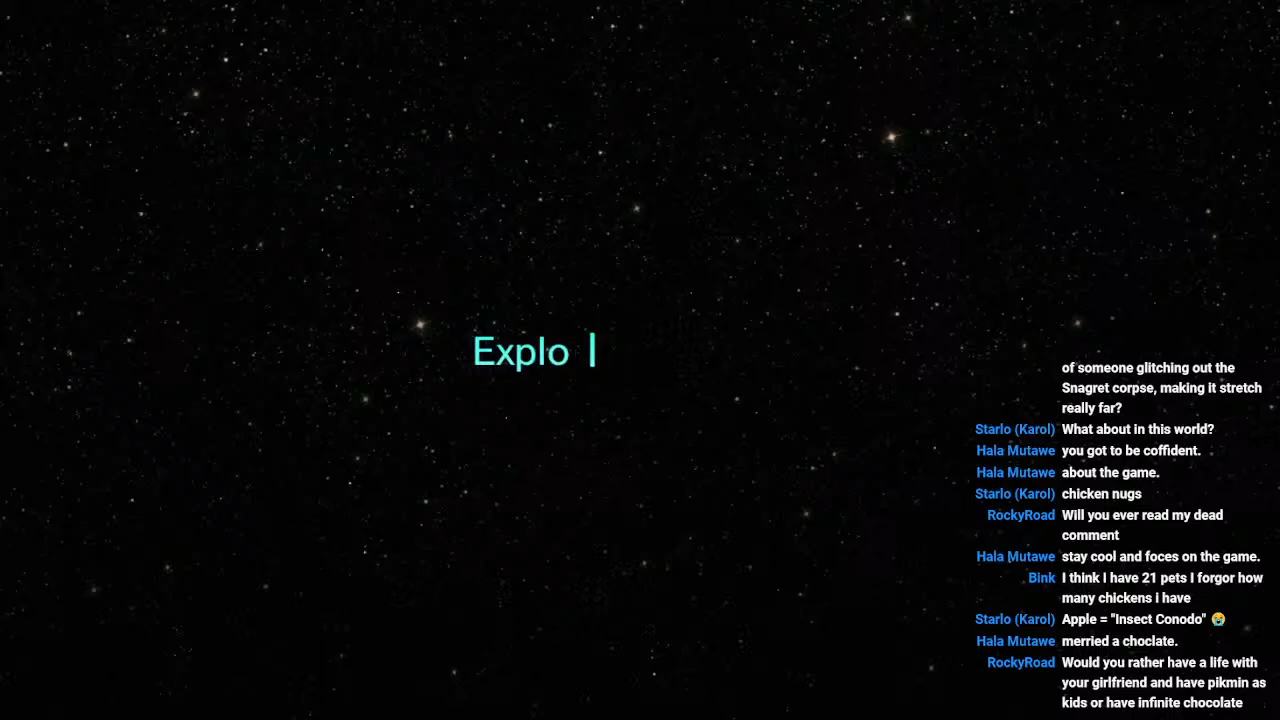 Explo
of someone glitching out the
Snagret corpse, making it stretch
really far?
Starlo (Karol) What about in this world?
Hala Mutawe you got to be coffident.
Hala Mutawe about the game.
Starlo (Karol) chicken nugs
RockyRoad Will you ever read my dead
comment
Hala Mutawe stay cool and foces on the game.
Bink I think I have 21 pets I forgor how
many chickens i have
Starlo (Karol) Apple = "Insect Conodo" 😭
Hala Mutawe merried a choclate.
RockyRoad Would you rather have a life with
your girlfriend and have pikmin as
kids or have infinite chocolate